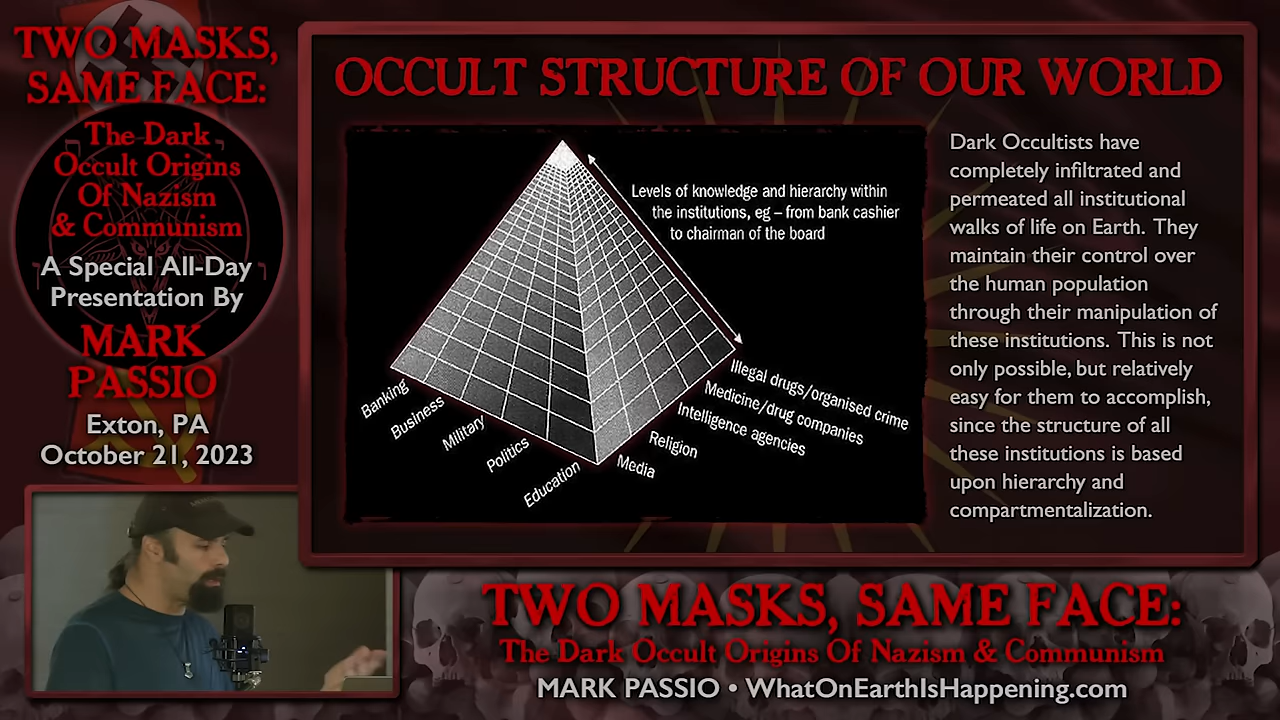 TWO MASKS,
SAME FACE:
The Dark
Occult Origins
Of Nazism
& Communism
A Special All-Day
Presentation By
MARK
PASSIO
Exton, PA
October 21, 2023
OCCULT STRUCTURE OF OUR WORLD
Levels of knowledge and hierarchy within
the institutions, eg – from bank cashier
to chairman of the board
Banking
Business
Military
Politics
Education
Illegal drugs/organised crime
Medicine/drug companies
Intelligence agencies
Religion
Media
Dark Occultists have
completely infiltrated and
permeated all institutional
walks of life on Earth. They
maintain their control over
the human population
through their manipulation of
these institutions. This is not
only possible, but relatively
easy for them to accomplish,
since the structure of all
these institutions is based
upon hierarchy and
compartmentalization.
TWO MASKS, SAME FACE:
The Dark Occult Origins Of Nazism & Communism
MARK PASSIO • WhatOnEarthIsHappening.com